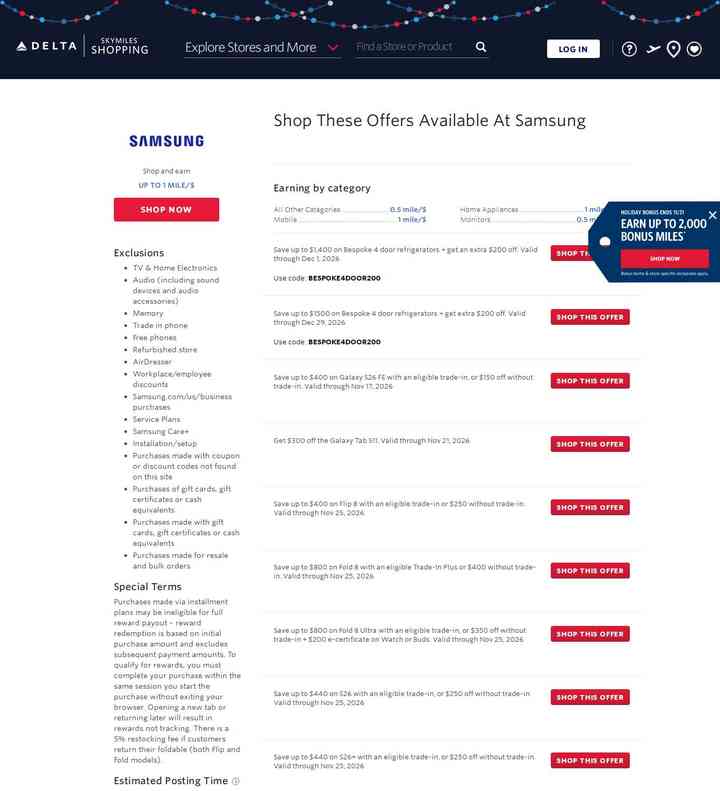 DELTA
SKYMILES
SHOPPING
Explore Stores and More
Find a Store or Product
LOG IN
SAMSUNG
Shop and earn
UP TO 1 MILE/$
SHOP NOW
Exclusions
TV & Home Electronics
Audio (including sound
devices and audio
accessories)
Memory
Trade in phone
Free phones
Refurbished store
AirDresser
Workplace/employee
discounts
Samsung.com/us/business
purchases
Service Plans
Samsung Care+
Installation/setup
Purchases made with coupon
or discount codes not found
on this site
Purchases of gift cards, gift
certificates or cash
equivalents
Purchases made with gift
cards, gift certificates or cash
equivalents
Purchases made for resale
and bulk orders
Special Terms
Purchases made via installment
plans may be ineligible for full
reward payout – reward
redemption is based on initial
purchase amount and excludes
subsequent payment amounts. To
qualify for rewards, you must
complete your purchase within the
same session you start the
purchase without exiting your
browser. Opening a new tab or
returning later will result in
rewards not tracking. There is a
5% restocking fee if customers
return their foldable (both Flip and
fold models).
Estimated Posting Time
Shop These Offers Available At Samsung
Earning by category
All Other Categories 0.5 mile/$
Mobile 1 mile/$
Home Appliances 1 mile
Monitors 0.5 m
Save up to $1,400 on Bespoke 4 door refrigerators + get an extra $200 off. Valid
through Dec 1, 2026
Use code: BESPOKE4DOOR200
SHOP TH
Save up to $1500 on Bespoke 4 door refrigerators + get extra $200 off. Valid
through Dec 29, 2026
Use code: BESPOKE4DOOR200
SHOP THIS OFFER
Save up to $400 on Galaxy S26 FE with an eligible trade-in, or $150 off without
trade-in. Valid through Nov 17, 2026
SHOP THIS OFFER
Get $300 off the Galaxy Tab S11. Valid through Nov 21, 2026
SHOP THIS OFFER
Save up to $400 on Flip 8 with an eligible trade-in or $250 without trade-in.
Valid through Nov 25, 2026
SHOP THIS OFFER
Save up to $800 on Fold 8 with an eligible Trade-In Plus or $400 without trade-
in. Valid through Nov 25, 2026
SHOP THIS OFFER
Save up to $800 on Fold 8 Ultra with an eligible trade-in, or $350 off without
trade-in + $200 e-certificate on Watch or Buds. Valid through Nov 25, 2026
SHOP THIS OFFER
Save up to $440 on S26 with an eligible trade-in, or $250 off without trade-in
Valid through Nov 25, 2026
SHOP THIS OFFER
Save up to $440 on S26+ with an eligible trade-in, or $250 off without trade-in.
Valid through Nov 25, 2026
SHOP THIS OFFER
HOLIDAY BONUS ENDS 11/21
EARN UP TO 2,000
BONUS MILES*
SHOP NOW
Bonus terms & store specific exclusions apply.